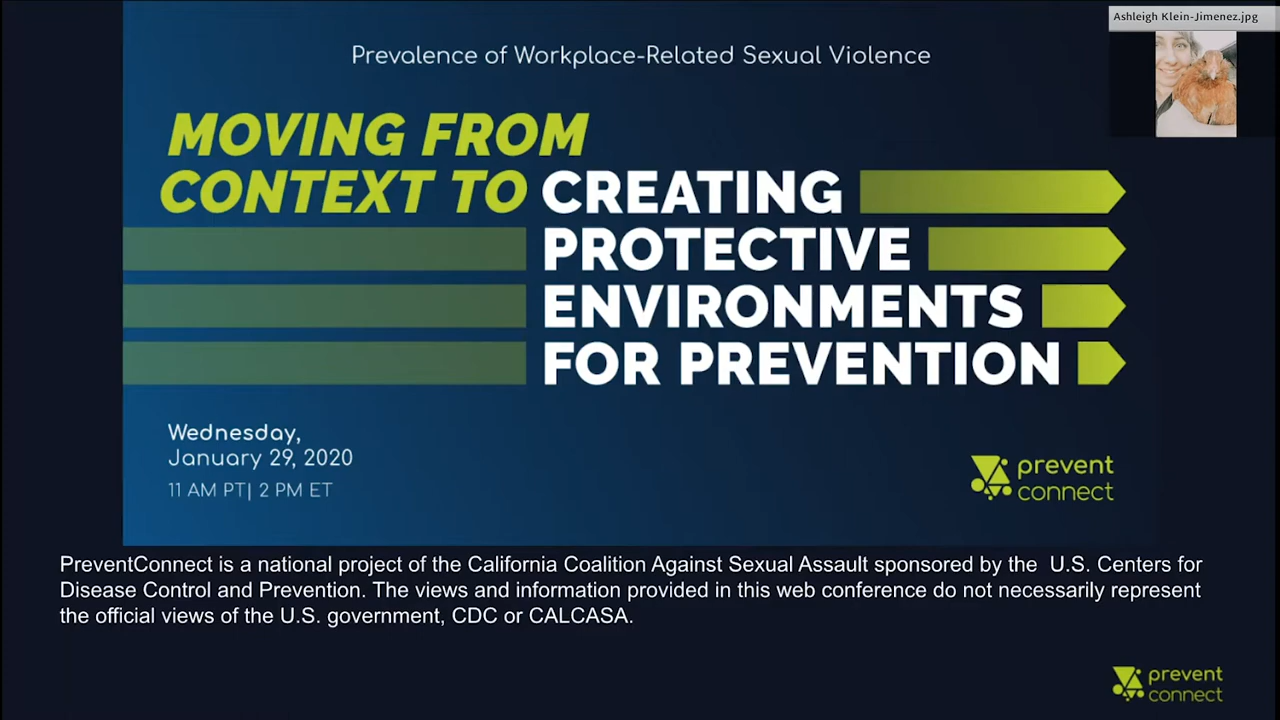 Ashleigh Klein-Jimenez.jpg
Prevalence of Workplace-Related Sexual Violence
MOVING FROM
CONTEXT TO CREATING
PROTECTIVE
ENVIRONMENTS
FOR PREVENTION
Wednesday,
January 29, 2020
11 AM PT| 2 PM ET
prevent
connect
PreventConnect is a national project of the California Coalition Against Sexual Assault sponsored by the U.S. Centers for
Disease Control and Prevention. The views and information provided in this web conference do not necessarily represent
the official views of the U.S. government, CDC or CALCASA.
prevent
connect